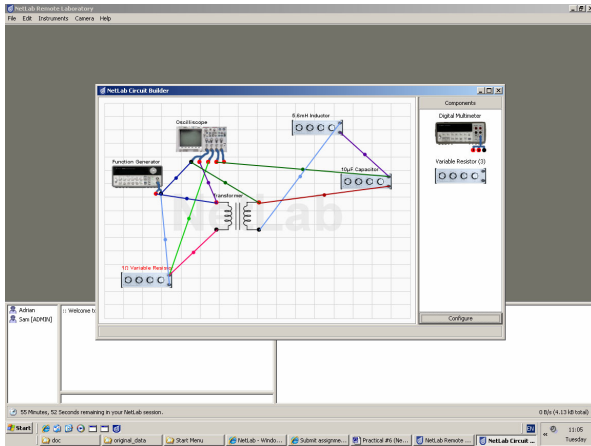 NetLab Remote Laboratory
File Edit Instruments Camera Help
NetLab Circuit Builder
Components
Oscilloscope
6.6mH Inductor
Digital Multimeter
Function Generator
10μF Capacitor
Variable Resistor (3)
Transformer
NetLab
1Ω Variable Resistor
Configure
Adrian
Sam [ADMIN]
:: Welcome to
55 Minutes, 52 Seconds remaining in your NetLab session.
0 B/s (4.13 kB total)
Start
EN
11:05
doc
original_data
Start Menu
NetLab - Windo...
Submit assignme...
Practical #6 (Ne...
NetLab Remote ...
NetLab Circuit ...
Tuesday